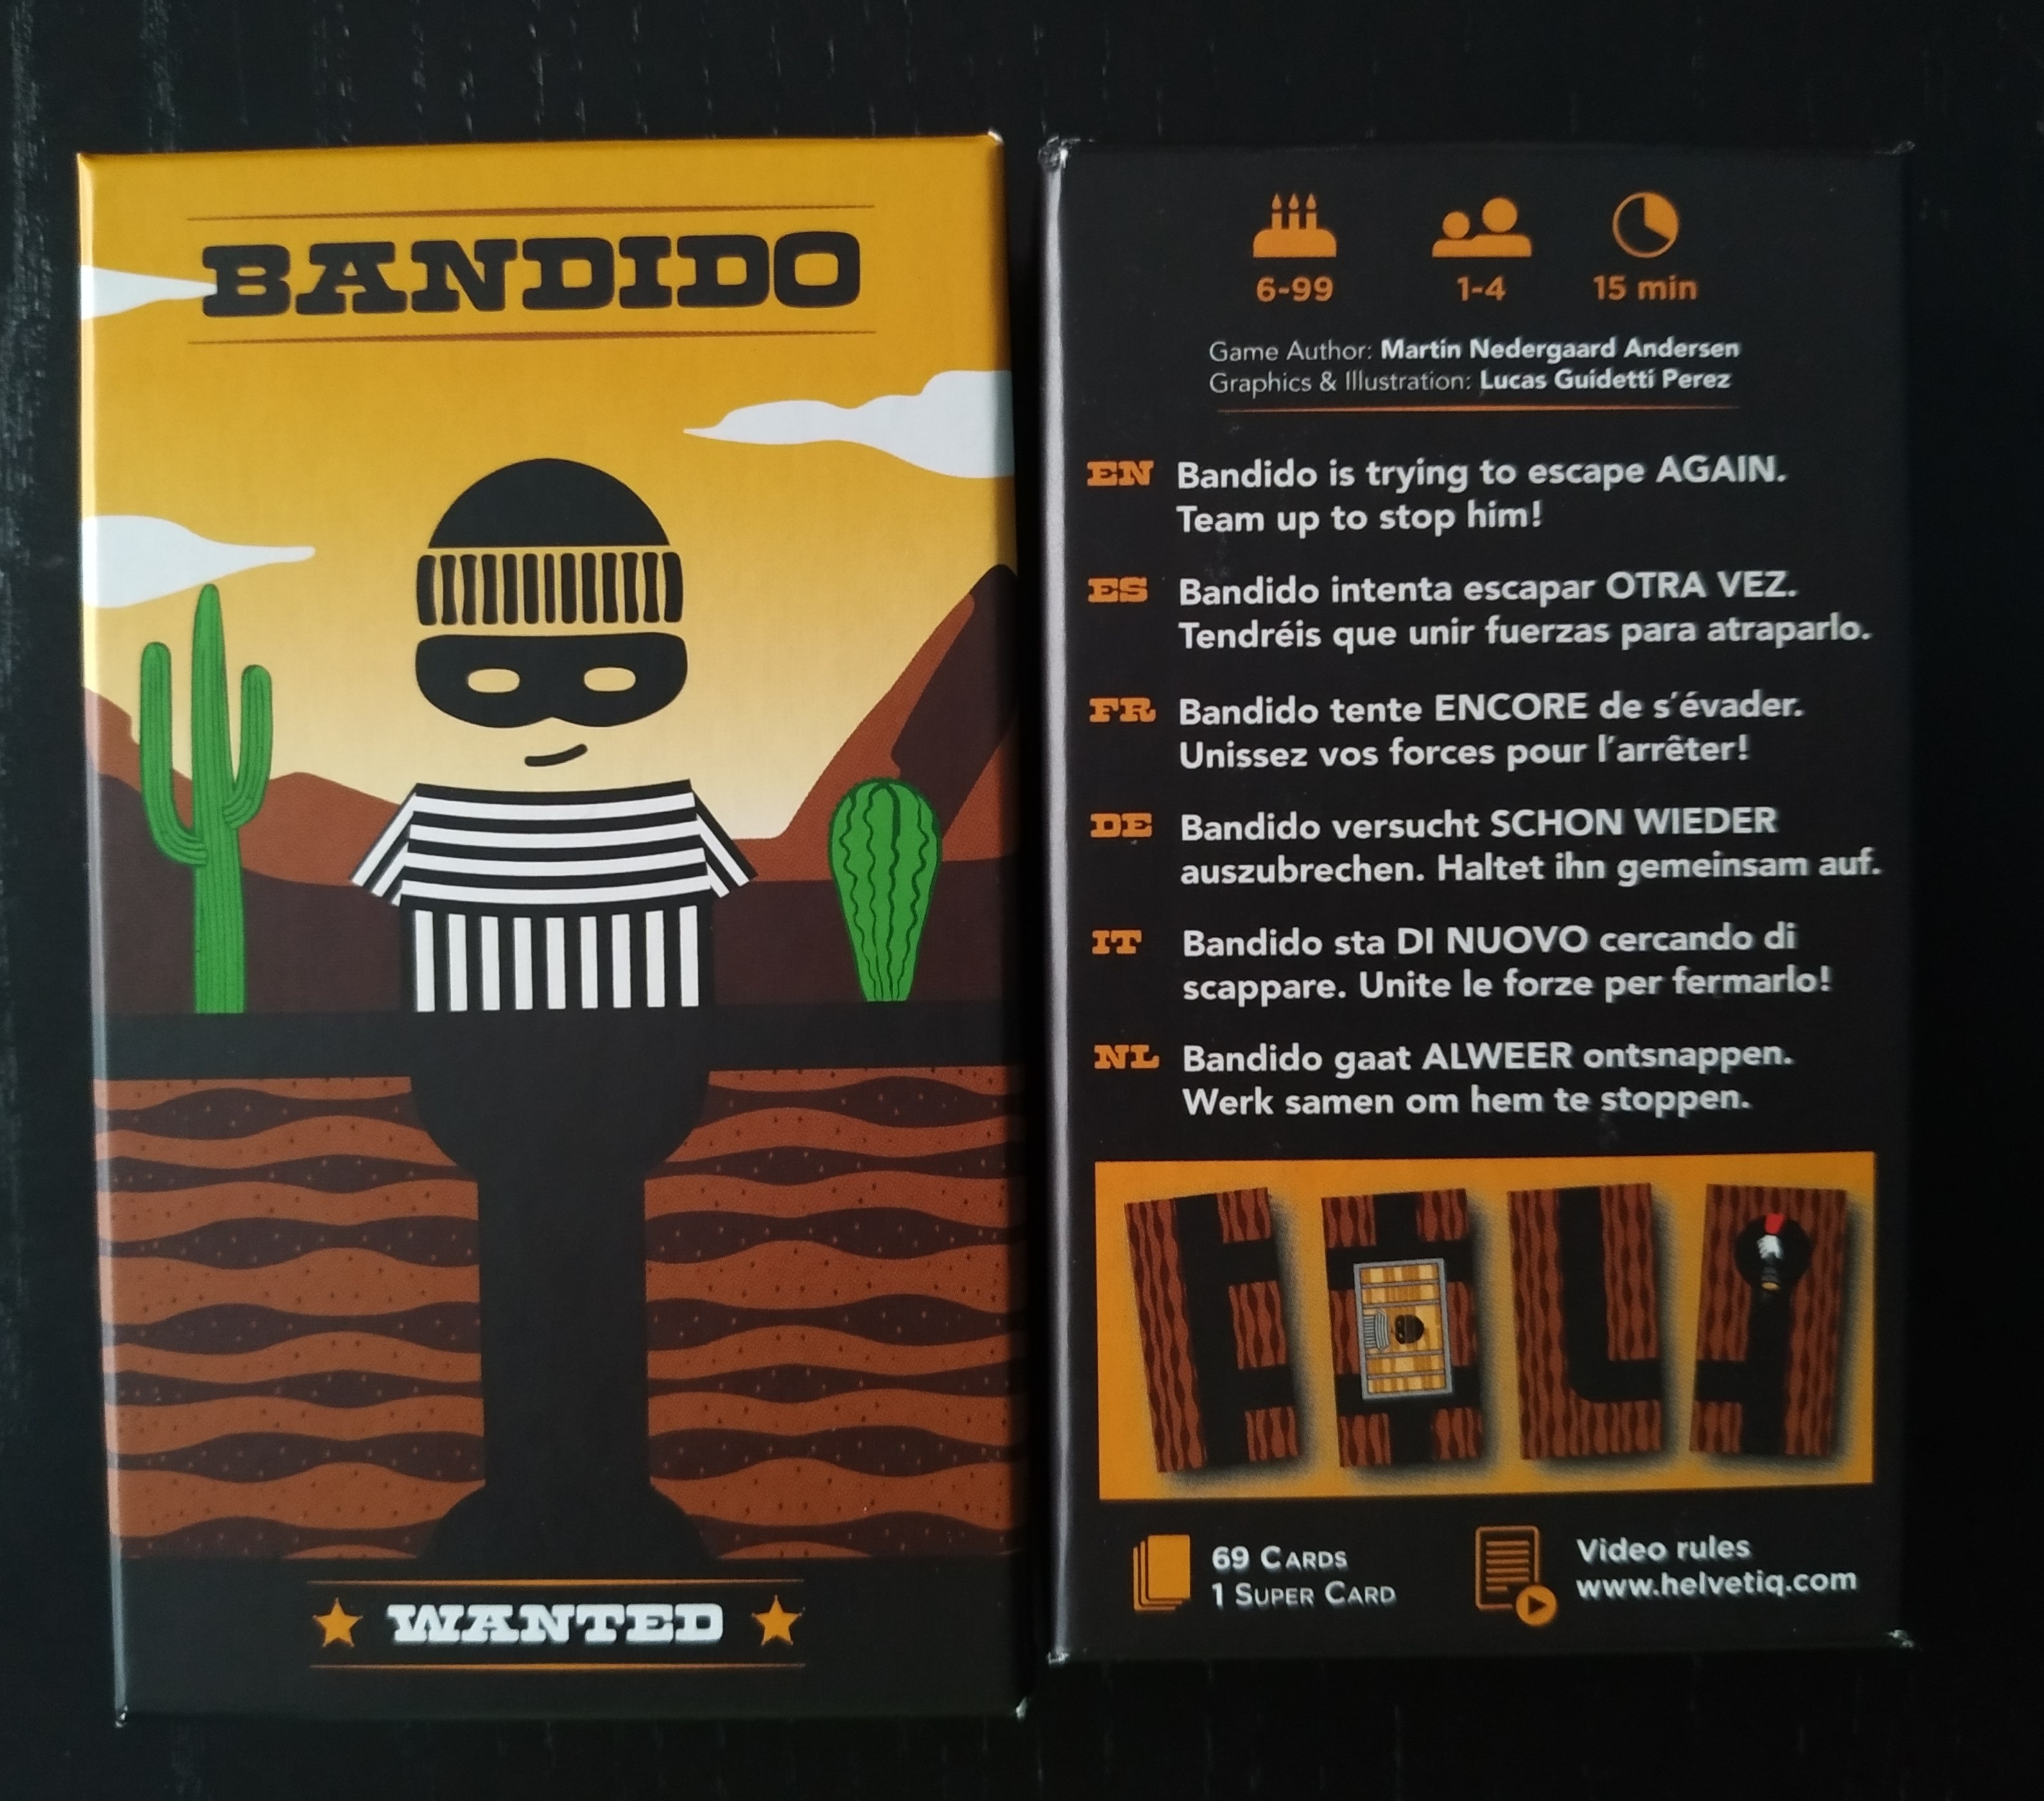 BANDIDO
WANTED
6-99
1-4
15 min
Game Author: Martin Nedergaard Andersen
Graphics & Illustration: Lucas Guidetti Perez
EN Bandido is trying to escape AGAIN.
Team up to stop him!
ES Bandido intenta escapar OTRA VEZ.
Tendréis que unir fuerzas para atraparlo.
FR Bandido tente ENCORE de s'évader.
Unissez vos forces pour l'arrêter!
DE Bandido versucht SCHON WIEDER
auszubrechen. Haltet ihn gemeinsam auf.
IT Bandido sta DI NUOVO cercando di
scappare. Unite le forze per fermarlo!
NL Bandido gaat ALWEER ontsnappen.
Werk samen om hem te stoppen.
69 CARDS
1 SUPER CARD
Video rules
www.helvetiq.com